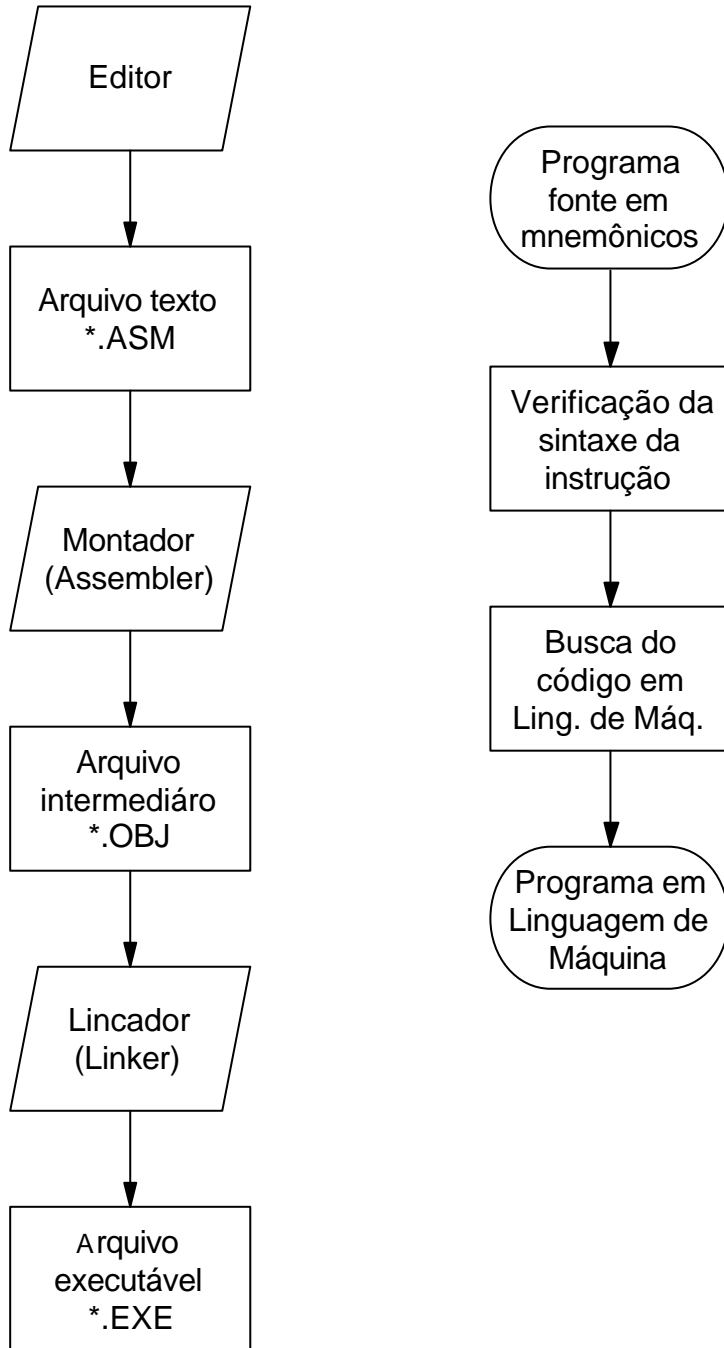 Editor
Arquivo texto
*.ASM
Montador
(Assembler)
Arquivo
intermediáro
*.OBJ
Lincador
(Linker)
Arquivo
executável
*.EXE
Programa
fonte em
mnemônicos
Verificação da
sintaxe da
instrução
Busca do
código em
Ling. de Máq.
Programa em
Linguagem de
Máquina